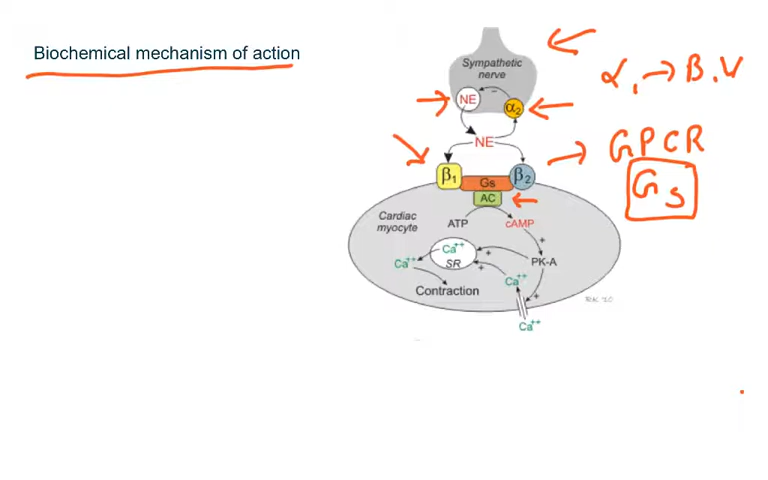 Biochemical mechanism of action
Sympathetic
nerve
NE
α2
NE
β1
Gs
β2
AC
Cardiac
myocyte
ATP
cAMP
Ca++
SR
Ca++
PK-A
Ca++
Contraction
Ca++
α1 → B.V
GPCR
Gs